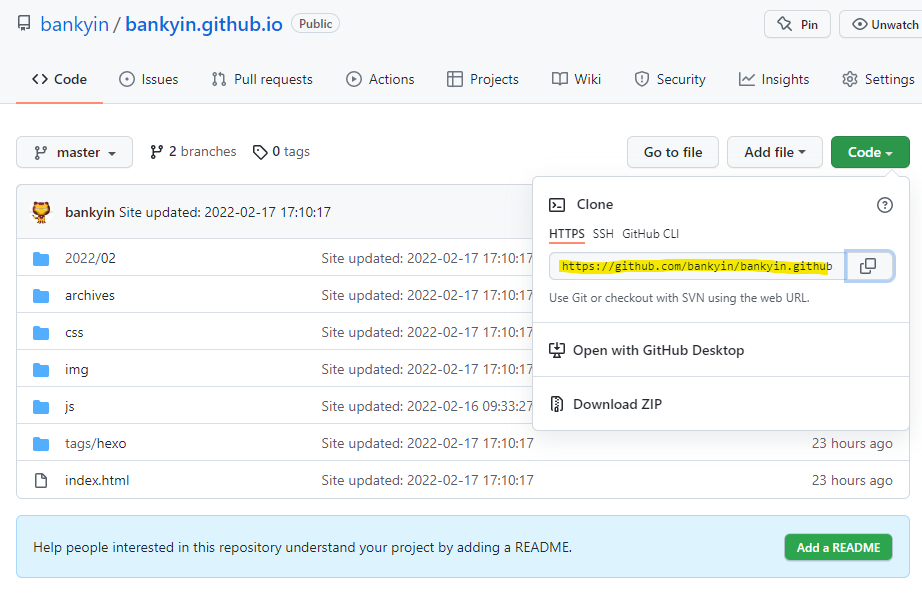 bankyin / bankyin.github.io Public Pin Unwatch
Code Issues Pull requests Actions Projects Wiki Security Insights Settings
master 2 branches 0 tags Go to file Add file Code
bankyin Site updated: 2022-02-17 17:10:17
2022/02 Site updated: 2022-02-17 17:10:17
archives Site updated: 2022-02-17 17:10:17
css Site updated: 2022-02-17 17:10:17
img Site updated: 2022-02-17 17:10:17
js Site updated: 2022-02-16 09:33:27
tags/hexo Site updated: 2022-02-17 17:10:17 23 hours ago
index.html Site updated: 2022-02-17 17:10:17 23 hours ago
Clone
HTTPS SSH GitHub CLI
https://github.com/bankyin/bankyin.github
Use Git or checkout with SVN using the web URL.
Open with GitHub Desktop
Download ZIP
Help people interested in this repository understand your project by adding a README. Add a README